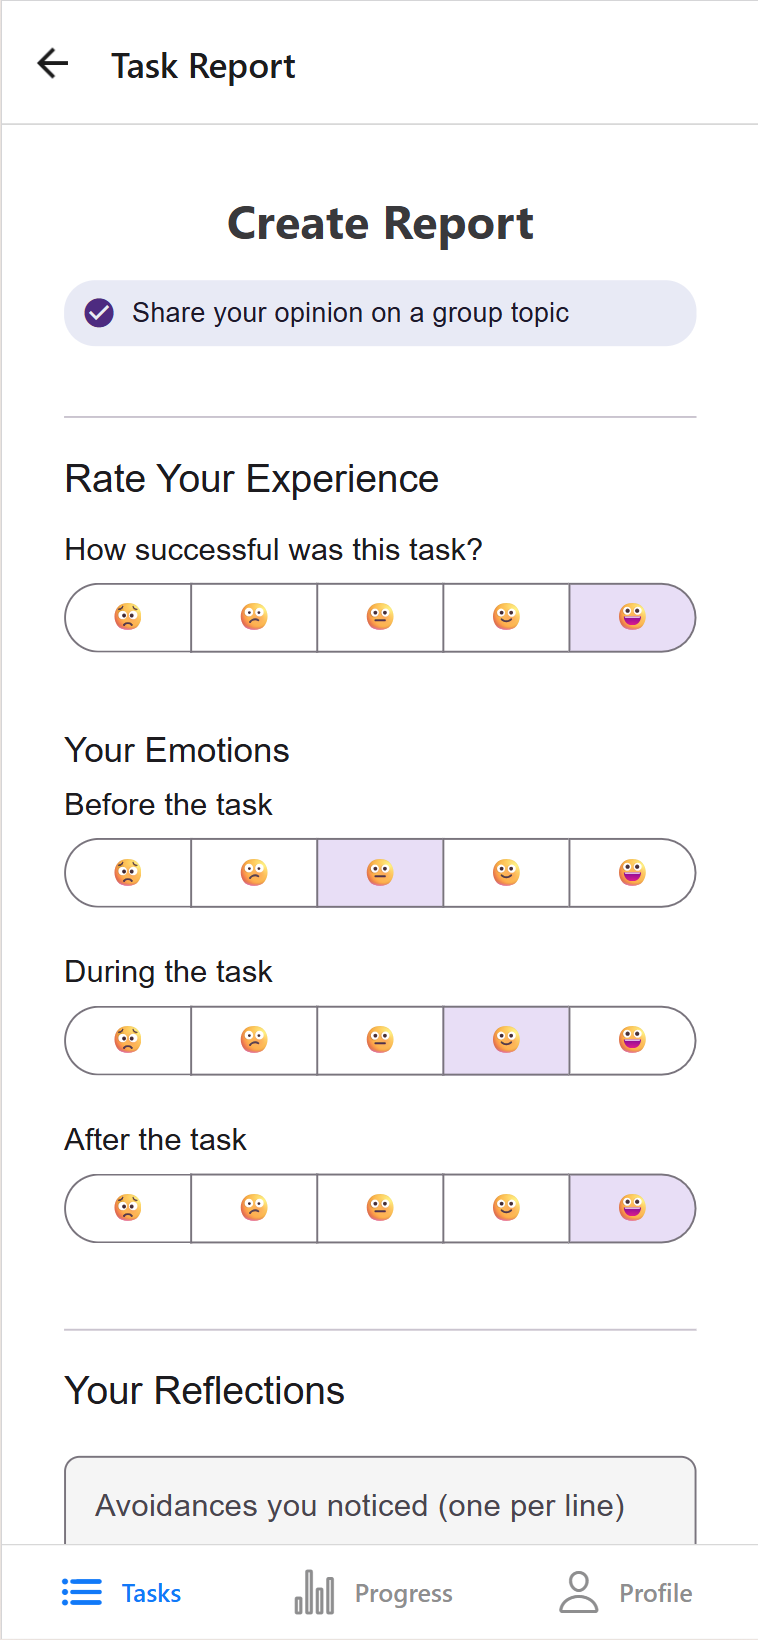 Task Report
Create Report
Share your opinion on a group topic
Rate Your Experience
How successful was this task?
Your Emotions
Before the task
During the task
After the task
Your Reflections
Avoidances you noticed (one per line)
Tasks
Progress
Profile